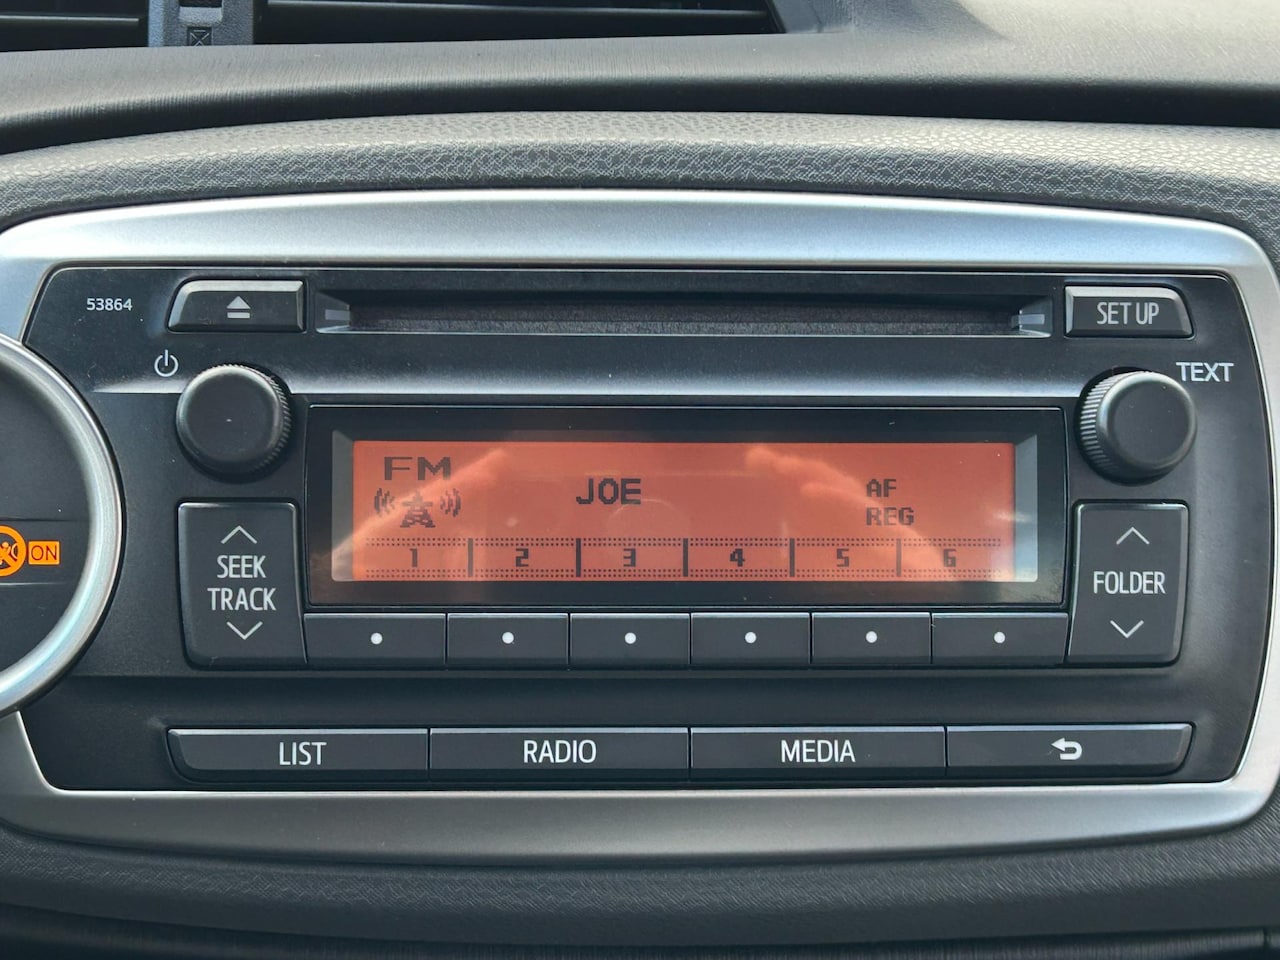 53864
SET UP
TEXT
FM
JOE
AF
REG
1 2 3 4 5 6
ON
SEEK
TRACK
FOLDER
LIST RADIO MEDIA